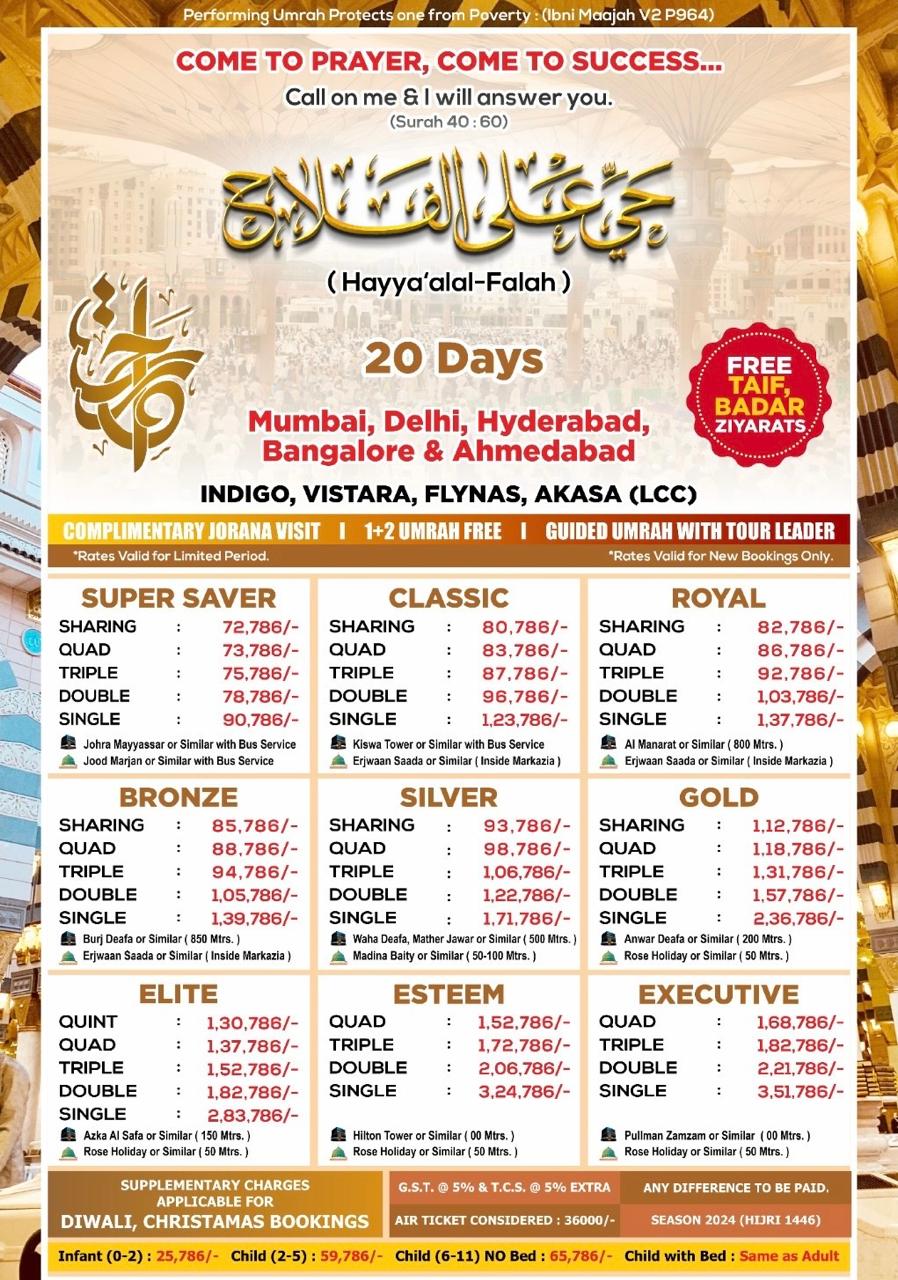 Performing Umrah Protects one from Poverty : (Ibni Maajah V2 P964)
COME TO PRAYER, COME TO SUCCESS...
Call on me & I will answer you.
(Surah 40 : 60)
حَيَّ عَلَى الفَلاح
( Hayya‘alal-Falah )
20 Days
FREE
TAIF,
BADAR
ZIYARATS
Mumbai, Delhi, Hyderabad,
Bangalore & Ahmedabad
INDIGO, VISTARA, FLYNAS, AKASA (LCC)
COMPLIMENTARY JORANA VISIT I 1+2 UMRAH FREE I GUIDED UMRAH WITH TOUR LEADER
*Rates Valid for Limited Period. *Rates Valid for New Bookings Only.
SUPER SAVER
SHARING : 72,786/-
QUAD : 73,786/-
TRIPLE : 75,786/-
DOUBLE : 78,786/-
SINGLE : 90,786/-
Johra Mayyassar or Similar with Bus Service
Jood Marjan or Similar with Bus Service
CLASSIC
SHARING : 80,786/-
QUAD : 83,786/-
TRIPLE : 87,786/-
DOUBLE : 96,786/-
SINGLE : 1,23,786/-
Kiswa Tower or Similar with Bus Service
Erjwaan Saada or Similar ( Inside Markazia )
ROYAL
SHARING : 82,786/-
QUAD : 86,786/-
TRIPLE : 92,786/-
DOUBLE : 1,03,786/-
SINGLE : 1,37,786/-
Al Manarat or Similar ( 800 Mtrs. )
Erjwaan Saada or Similar ( Inside Markazia )
BRONZE
SHARING : 85,786/-
QUAD : 88,786/-
TRIPLE : 94,786/-
DOUBLE : 1,05,786/-
SINGLE : 1,39,786/-
Burj Deafa or Similar ( 850 Mtrs. )
Erjwaan Saada or Similar ( Inside Markazia )
SILVER
SHARING : 93,786/-
QUAD : 98,786/-
TRIPLE : 1,06,786/-
DOUBLE : 1,22,786/-
SINGLE : 1,71,786/-
Waha Deafa, Mather Jawar or Similar ( 500 Mtrs. )
Madina Baity or Similar ( 50-100 Mtrs. )
GOLD
SHARING : 1,12,786/-
QUAD : 1,18,786/-
TRIPLE : 1,31,786/-
DOUBLE : 1,57,786/-
SINGLE : 2,36,786/-
Anwar Deafa or Similar ( 200 Mtrs. )
Rose Holiday or Similar ( 50 Mtrs. )
ELITE
QUINT : 1,30,786/-
QUAD : 1,37,786/-
TRIPLE : 1,52,786/-
DOUBLE : 1,82,786/-
SINGLE : 2,83,786/-
Azka Al Safa or Similar ( 150 Mtrs. )
Rose Holiday or Similar ( 50 Mtrs. )
ESTEEM
QUAD : 1,52,786/-
TRIPLE : 1,72,786/-
DOUBLE : 2,06,786/-
SINGLE : 3,24,786/-
Hilton Tower or Similar ( 00 Mtrs. )
Rose Holiday or Similar ( 50 Mtrs. )
EXECUTIVE
QUAD : 1,68,786/-
TRIPLE : 1,82,786/-
DOUBLE : 2,21,786/-
SINGLE : 3,51,786/-
Pullman Zamzam or Similar ( 00 Mtrs. )
Rose Holiday or Similar ( 50 Mtrs. )
SUPPLEMENTARY CHARGES
APPLICABLE FOR
DIWALI, CHRISTAMAS BOOKINGS
G.S.T. @ 5% & T.C.S. @ 5% EXTRA
AIR TICKET CONSIDERED : 36000/-
ANY DIFFERENCE TO BE PAID.
SEASON 2024 (HIJRI 1446)
Infant (0-2) : 25,786/- Child (2-5) : 59,786/- Child (6-11) NO Bed : 65,786/- Child with Bed : Same as Adult